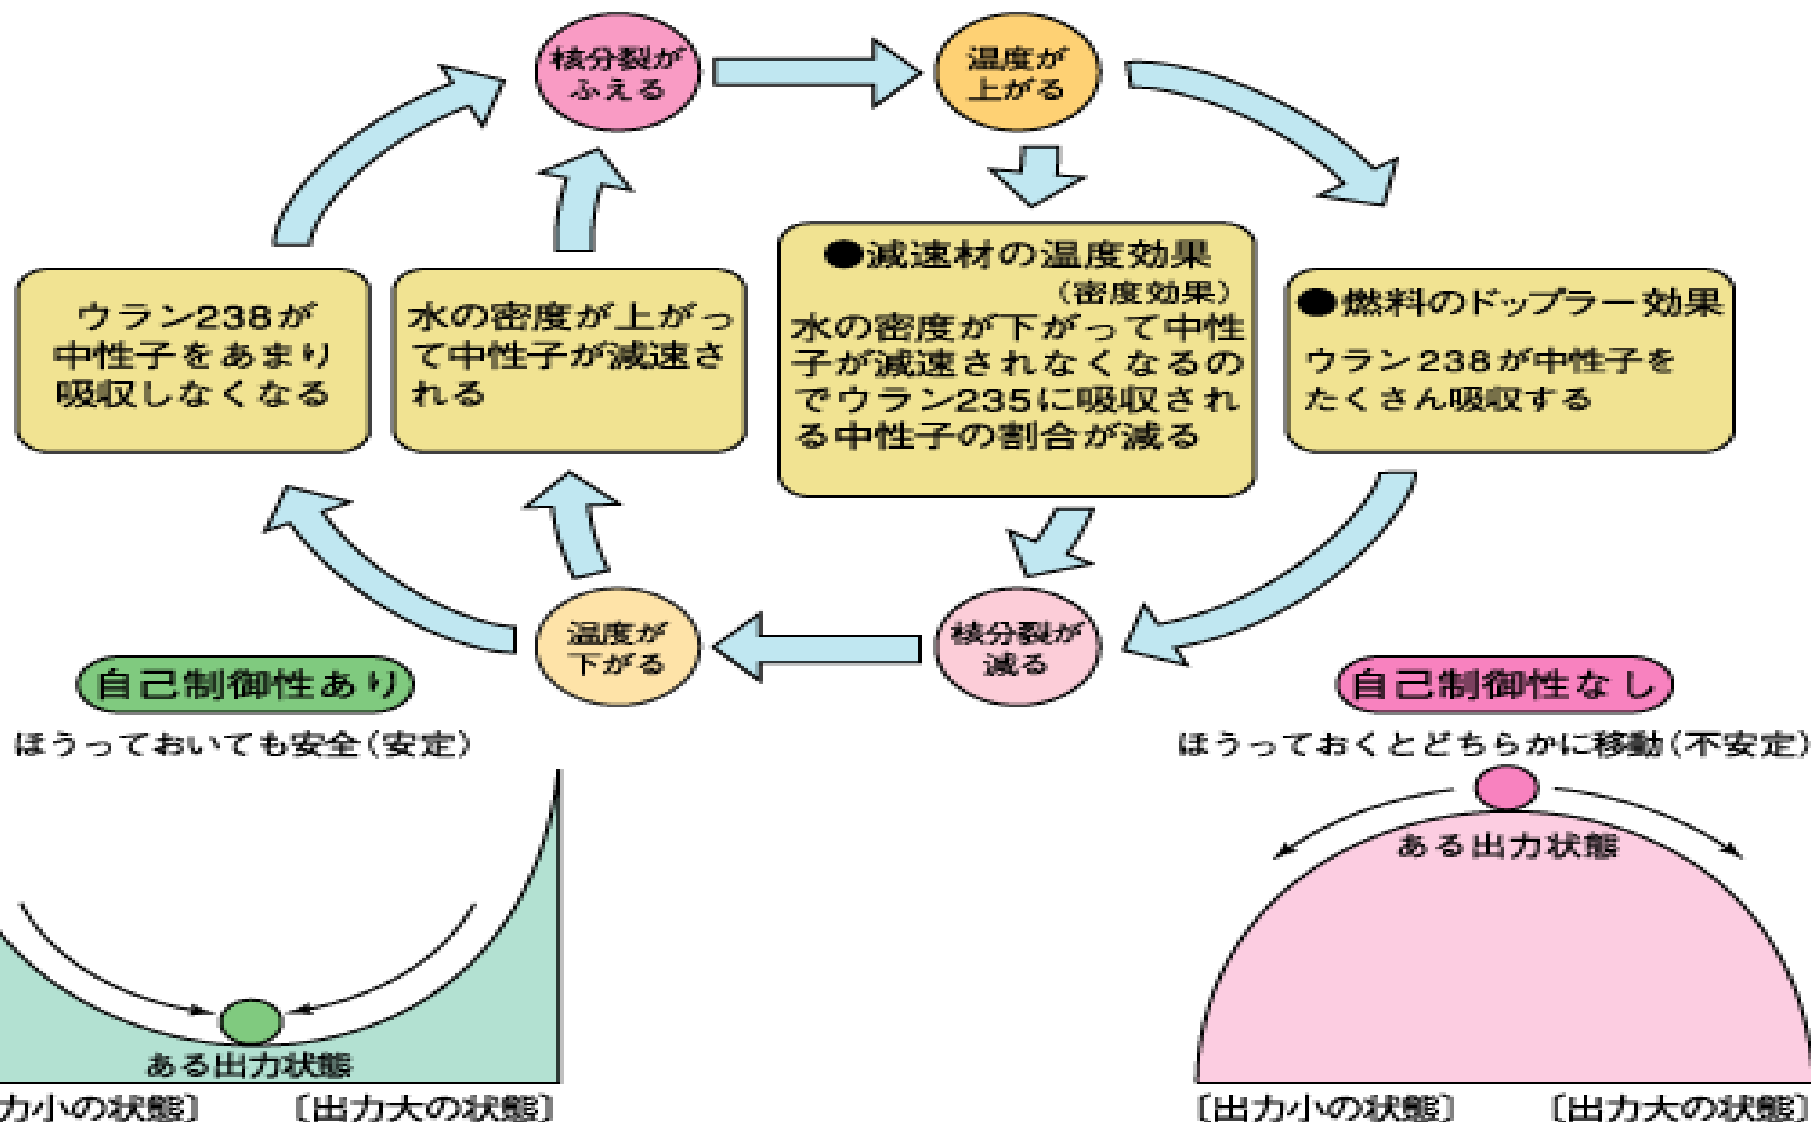 核分裂が
ふえる
温度が
上がる
ウラン238が
中性子をあまり
吸収しなくなる
水の密度が上がっ
て中性子が減速さ
れる
●減速材の温度効果
（密度効果）
水の密度が下がって中性
子が減速されなくなるの
でウラン235に吸収され
る中性子の割合が減る
●燃料のドップラー効果
ウラン238が中性子を
たくさん吸収する
温度が
下がる
核分裂が
減る
自己制御性あり
ほうっておいても安全（安定）
ある出力状態
力小の状態］
［出力大の状態］
自己制御性なし
ほうっておくとどちらかに移動（不安定）
ある出力状態
［出力小の状態］
［出力大の状態］